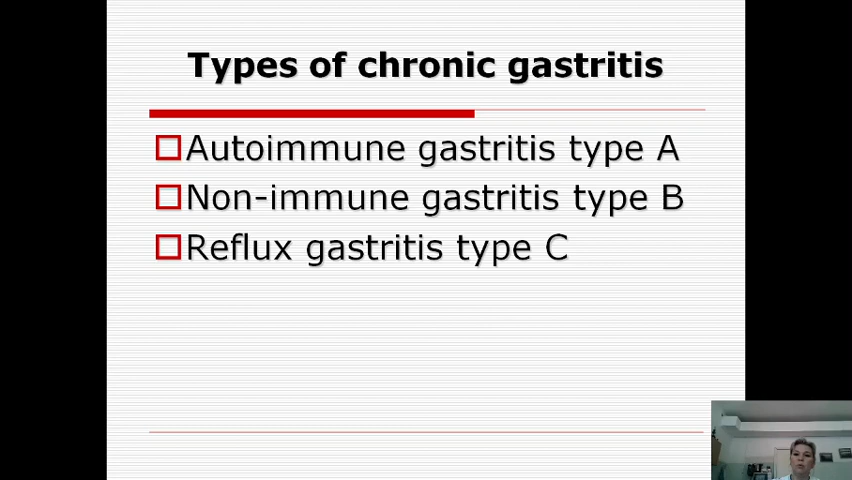 Types of chronic gastritis
Autoimmune gastritis type A
Non-immune gastritis type B
Reflux gastritis type C